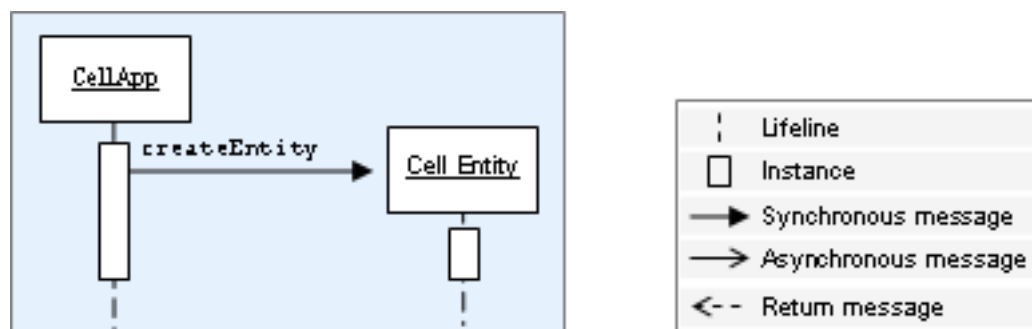 CellApp
createEntity
Cell Entity
Lifeline
Instance
Synchronous message
Asynchronous message
Return message